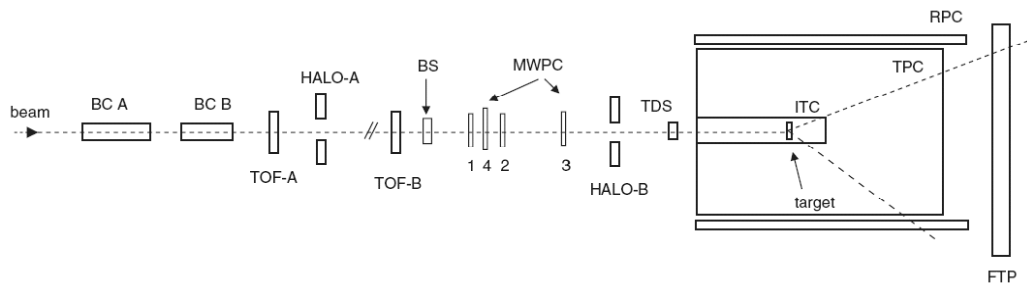 RPC
TPC
BS
MWPC
HALO-A
beam
BC A
BC B
TDS
ITC
TOF-A
TOF-B
1 4 2 3
HALO-B
target
FTP